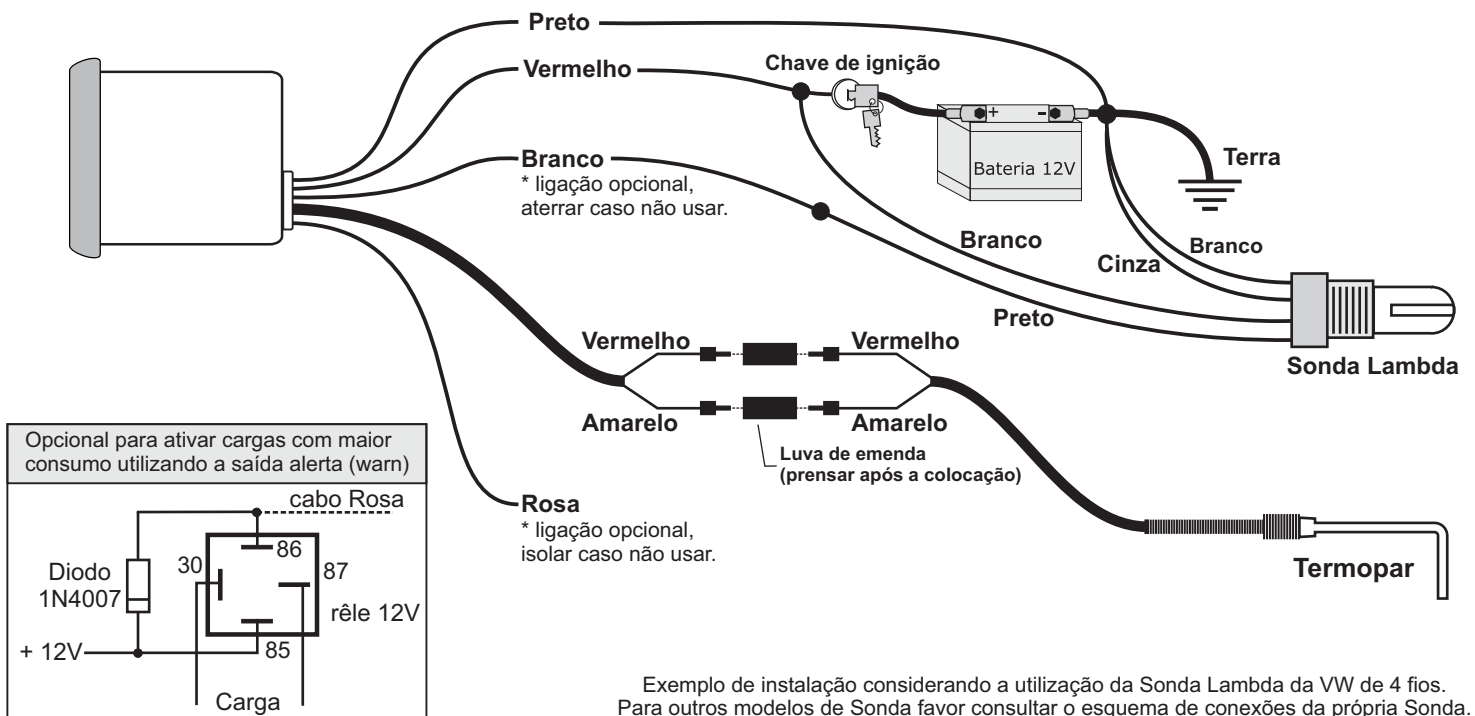 Preto
Vermelho
Chave de ignição
+
-
Bateria 12V
Terra
Branco
* ligação opcional,
aterrar caso não usar.
Branco
Cinza
Branco
Preto
Sonda Lambda
Vermelho
Vermelho
Amarelo
Amarelo
Luva de emenda
(prensar após a colocação)
Rosa
* ligação opcional,
isolar caso não usar.
Termopar
Opcional para ativar cargas com maior
consumo utilizando a saída alerta (warn)
cabo Rosa
86
30
87
Diodo
1N4007
rêle 12V
+ 12V
85
Carga
Exemplo de instalação considerando a utilização da Sonda Lambda da VW de 4 fios.
Para outros modelos de Sonda favor consultar o esquema de conexões da própria Sonda.